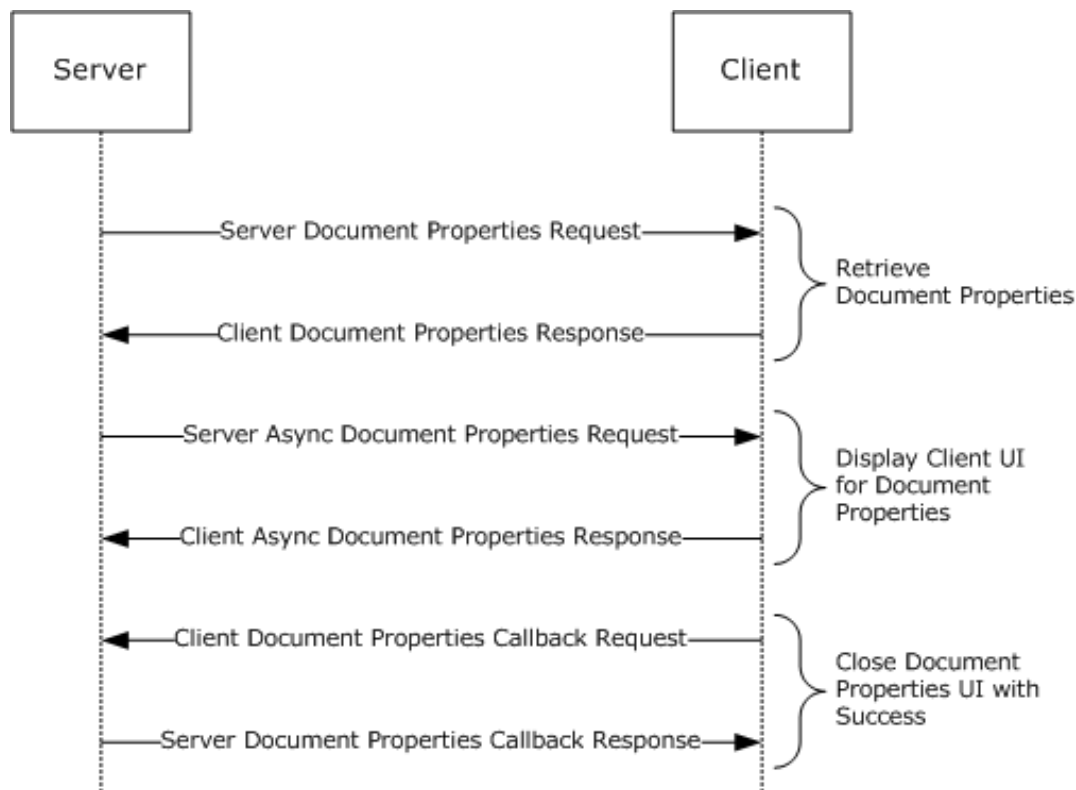 Server
Client
Server Document Properties Request
Retrieve
Document Properties
Client Document Properties Response
Server Async Document Properties Request
Display Client UI
for Document
Properties
Client Async Document Properties Response
Client Document Properties Callback Request
Close Document
Properties UI with
Success
Server Document Properties Callback Response